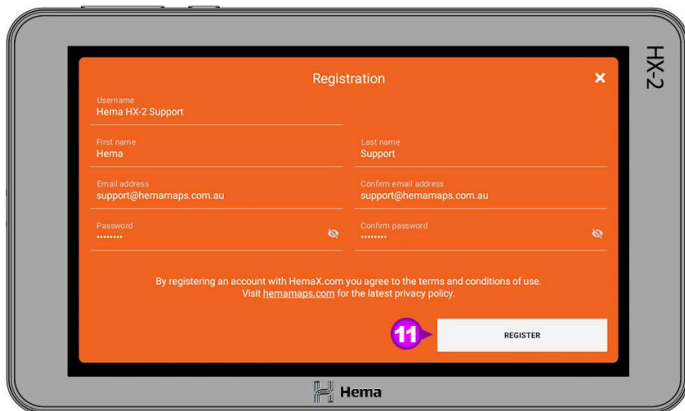 HX-2
Registration
Username
Hema HX-2 Support
First name
Hema
Last name
Support
Email address
support@hemamaps.com.au
Confirm email address
support@hemamaps.com.au
Password
••••••••
Confirm password
••••••••
By registering an account with HemaX.com you agree to the terms and conditions of use.
Visit hemamaps.com for the latest privacy policy.
11
REGISTER
Hema